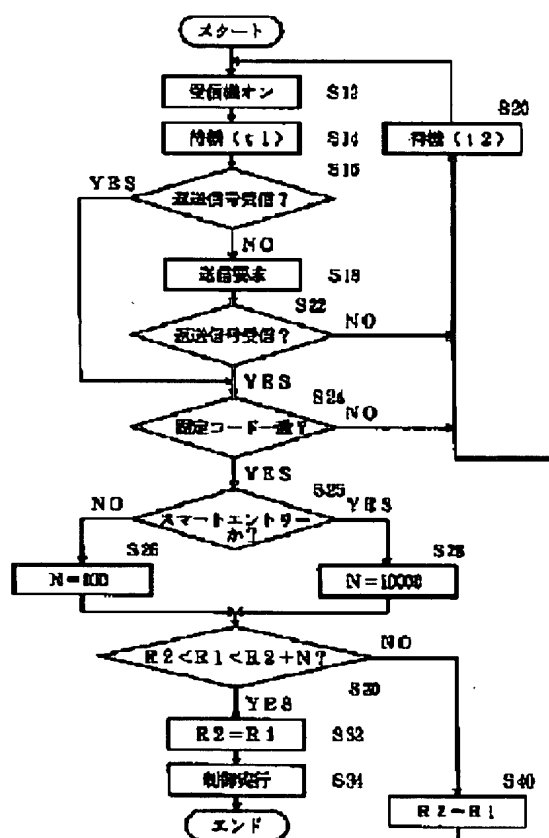 スタート
受信機オン S12
S20
待機(t1) S14
待機(t2)
S16
YES
返送信号受信?
NO
送信要求 S18
S22
返送信号受信? NO
YES
S24
固定コード一致? NO
YES
S25
NO スマートエントリーか? YES
S26 S28
N=100 N=10000
R2<R1<R2+N? NO
S30
YES
R2=R1 S32
制御実行 S34 S40
エンド R2=R1